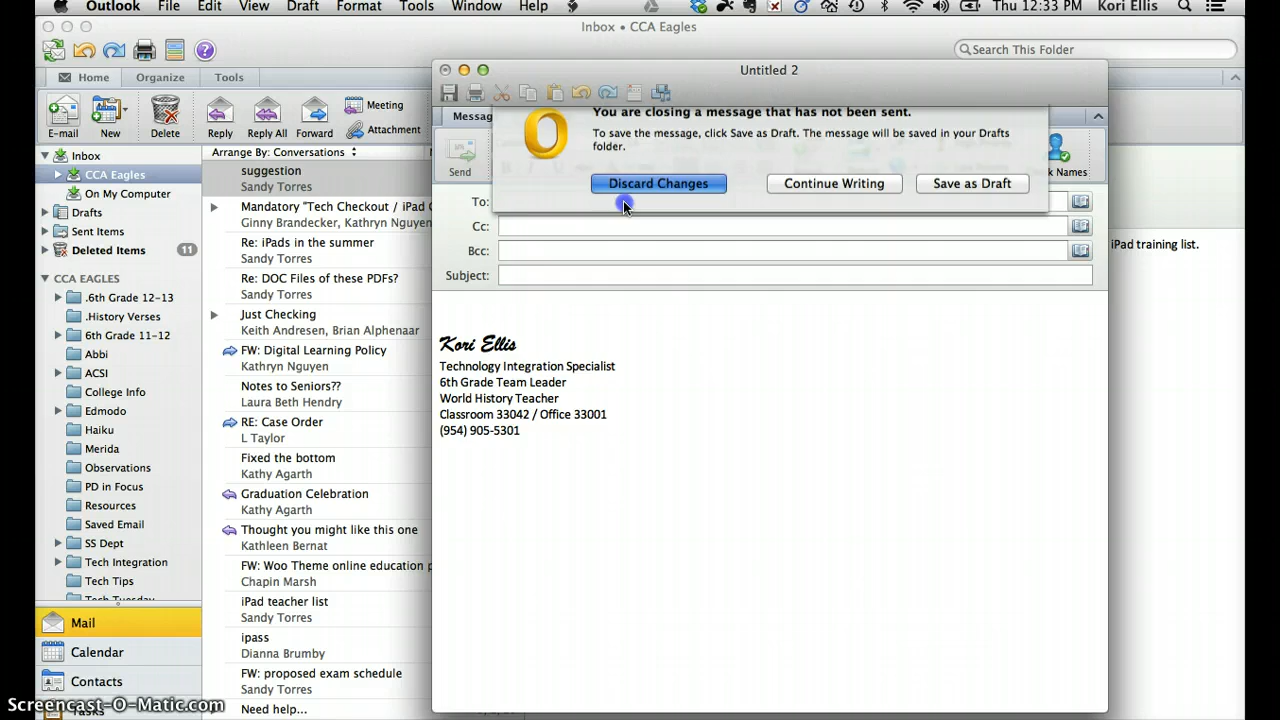 Outlook File Edit View Draft Format Tools Window Help Thu 12:33 PM Kori Ellis
Inbox • CCA Eagles
Search This Folder
Home Organize Tools
E-mail New Delete Reply Reply All Forward Meeting Attachment
Inbox
CCA Eagles
On My Computer
Drafts
Sent Items
Deleted Items 11
CCA EAGLES
.6th Grade 12-13
.History Verses
6th Grade 11-12
Abbi
ACSI
College Info
Edmodo
Haiku
Merida
Observations
PD in Focus
Resources
Saved Email
SS Dept
Tech Integration
Tech Tips
Tech Tuesday
Mail
Calendar
Contacts
Tasks
Arrange By: Conversations
suggestion
Sandy Torres
Mandatory "Tech Checkout / iPad C
Ginny Brandecker, Kathryn Nguyen
Re: iPads in the summer
Sandy Torres
Re: DOC Files of these PDFs?
Sandy Torres
Just Checking
Keith Andresen, Brian Alphenaar
FW: Digital Learning Policy
Kathryn Nguyen
Notes to Seniors??
Laura Beth Hendry
RE: Case Order
L Taylor
Fixed the bottom
Kathy Agarth
Graduation Celebration
Kathy Agarth
Thought you might like this one
Kathleen Bernat
FW: Woo Theme online education p
Chapin Marsh
iPad teacher list
Sandy Torres
ipass
Dianna Brumby
FW: proposed exam schedule
Sandy Torres
Need help...
Untitled 2
Messag
Send
Names
You are closing a message that has not been sent.
To save the message, click Save as Draft. The message will be saved in your Drafts
folder.
Discard Changes Continue Writing Save as Draft
To:
Cc:
Bcc:
Subject:
iPad training list.
Kori Ellis
Technology Integration Specialist
6th Grade Team Leader
World History Teacher
Classroom 33042 / Office 33001
(954) 905-5301
Screencast-O-Matic.com